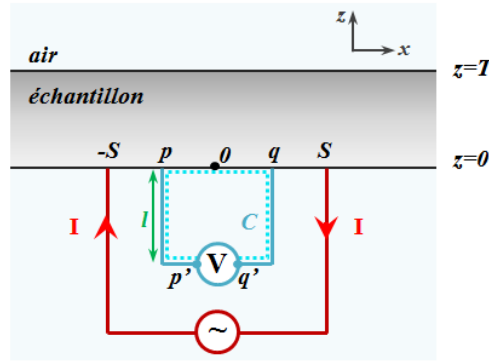 z
x
air
z=T
échantillon
-S p 0 q S
z=0
I l C I
V
p’ q’
~